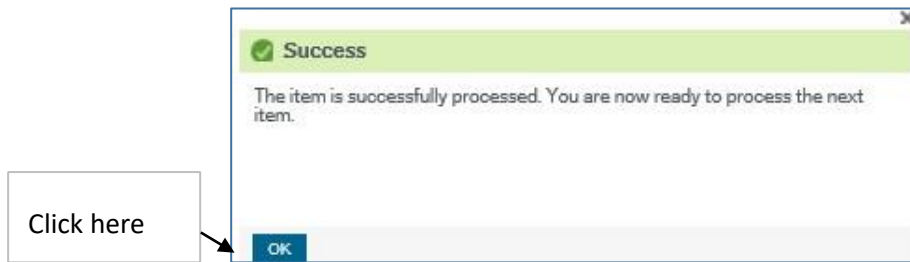 Success
The item is successfully processed. You are now ready to process the next
item.
Click here
OK